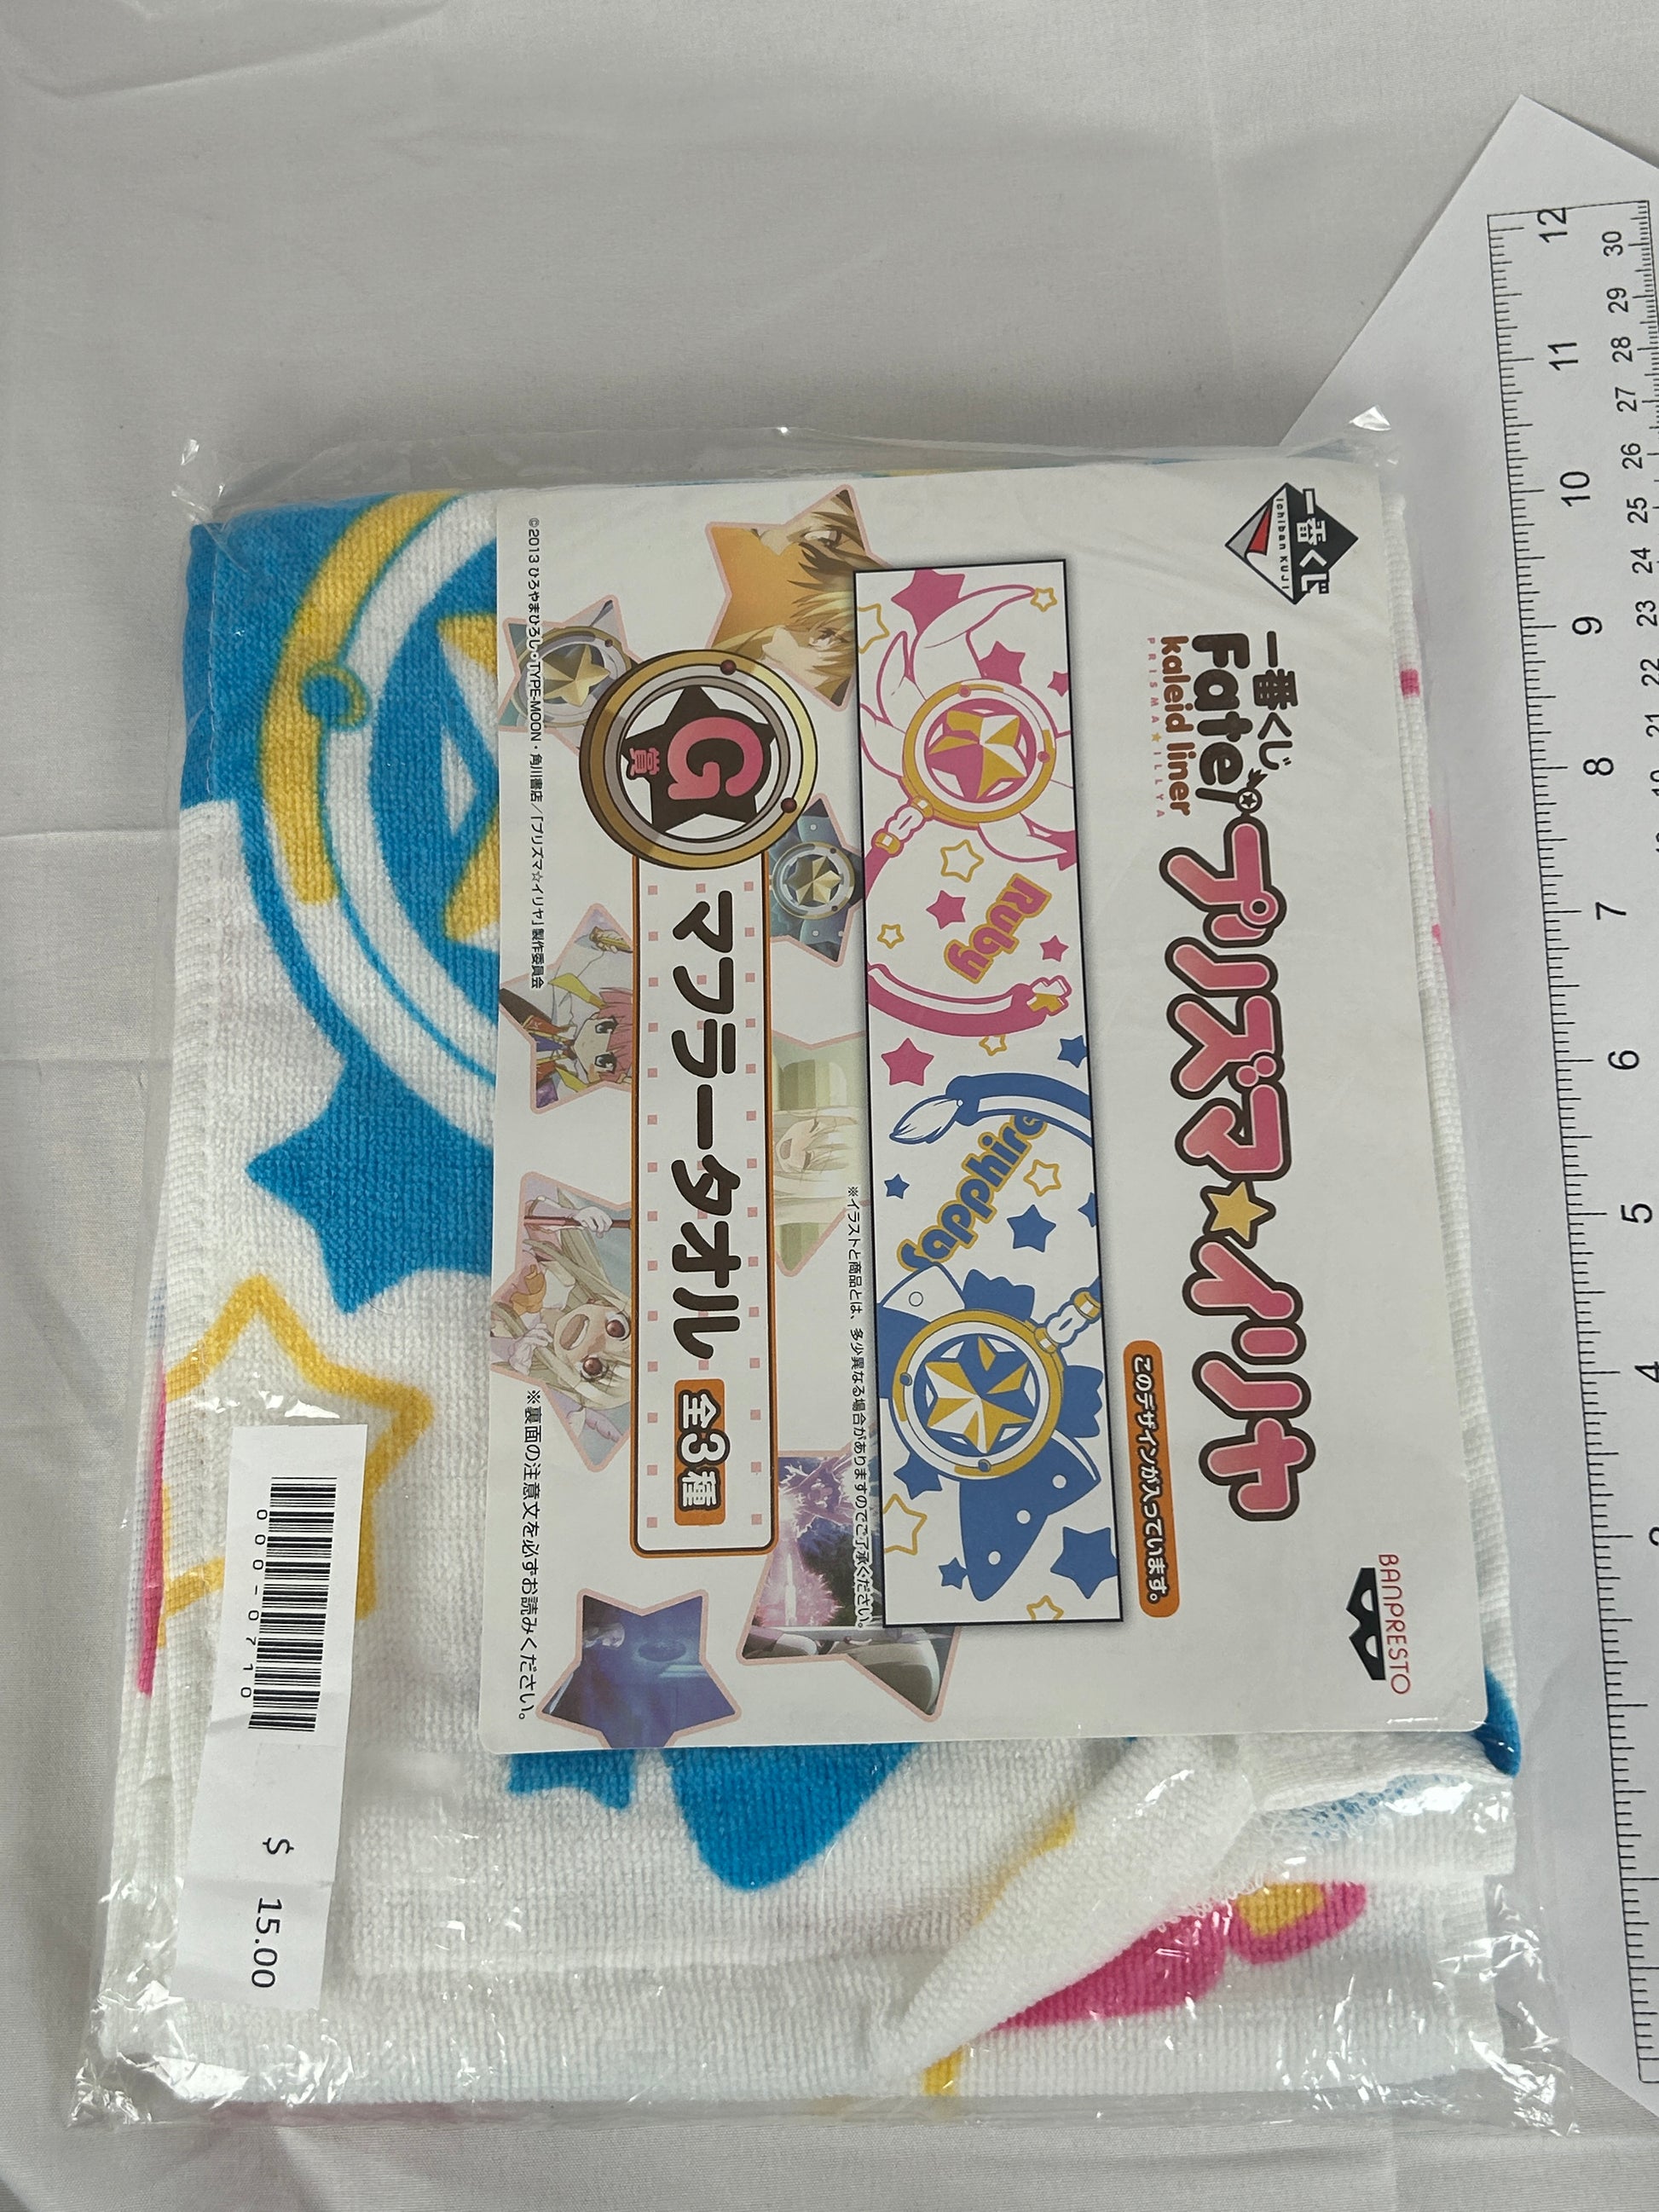 一番くじ
Ichiban KUJI
一番くじ
Fate/
kaleid liner
PRISMA★ILLYA
プリズマ★イリヤ
BANPRESTO
このデザインが入っています。
Ruby
Sapphire
※イラストと商品とは、多少異なる場合がありますのでご了承ください。
G賞
マフラータオル 全3種
©2013 ひろやまひろし・TYPE-MOON・角川書店/「プリズマ☆イリヤ」製作委員会
※裏面の注意文を必ずお読みください。
000-0710
$ 15.00
12
11
10
9
8
7
6
5
4
30
29
28
27
26
25
24
23
22
21